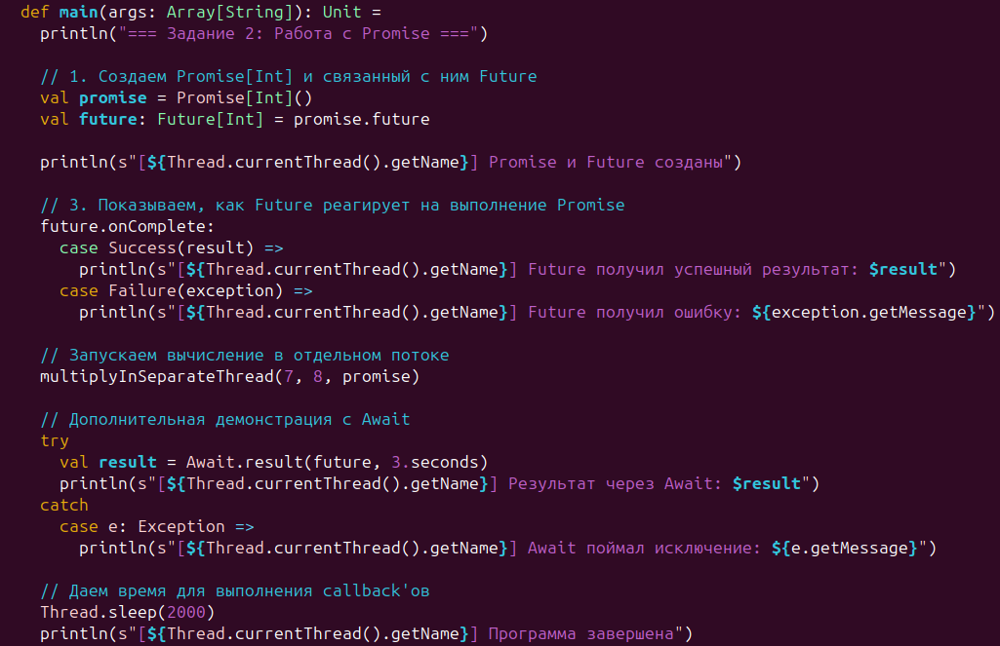 def main(args: Array[String]): Unit =
  println("=== Задание 2: Работа с Promise ===")

  // 1. Создаем Promise[Int] и связанный с ним Future
  val promise = Promise[Int]()
  val future: Future[Int] = promise.future

  println(s"[${Thread.currentThread().getName}] Promise и Future созданы")

  // 3. Показываем, как Future реагирует на выполнение Promise
  future.onComplete:
    case Success(result) =>
      println(s"[${Thread.currentThread().getName}] Future получил успешный результат: $result")
    case Failure(exception) =>
      println(s"[${Thread.currentThread().getName}] Future получил ошибку: ${exception.getMessage}")

  // Запускаем вычисление в отдельном потоке
  multiplyInSeparateThread(7, 8, promise)

  // Дополнительная демонстрация с Await
  try
    val result = Await.result(future, 3.seconds)
    println(s"[${Thread.currentThread().getName}] Результат через Await: $result")
  catch
    case e: Exception =>
      println(s"[${Thread.currentThread().getName}] Await поймал исключение: ${e.getMessage}")

  // Даем время для выполнения callback'ов
  Thread.sleep(2000)
  println(s"[${Thread.currentThread().getName}] Программа завершена")